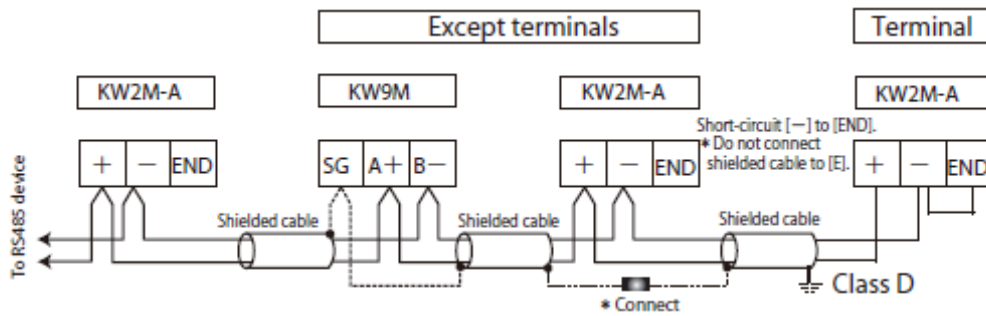 Except terminals
Terminal
KW2M-A
KW9M
KW2M-A
KW2M-A
Short-circuit [－] to [END].
* Do not connect
shielded cable to [E].
+ － END
SG A+ B－
+ － END
+ － END
To RS485 device
Shielded cable
Shielded cable
Shielded cable
Class D
* Connect